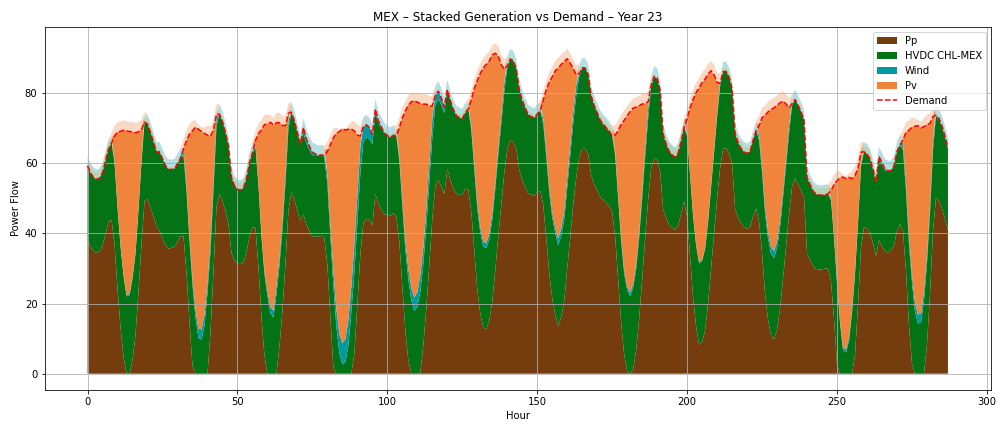 MEX – Stacked Generation vs Demand – Year 23
Pp
HVDC CHL-MEX
Wind
Pv
Demand
Power Flow
80
60
40
20
0
0 50 100 150 200 250 300
Hour